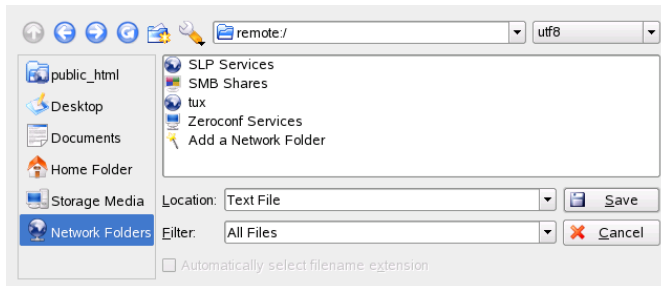 remote:/
utf8
public_html
Desktop
Documents
Home Folder
Storage Media
Network Folders
SLP Services
SMB Shares
tux
Zeroconf Services
Add a Network Folder
Location: Text File
Save
Filter: All Files
Cancel
Automatically select filename extension